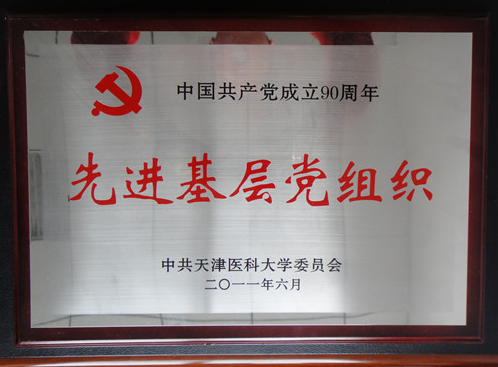 中国共产党成立90周年
先进基层党组织
中共天津医科大学委员会
二〇一一年六月